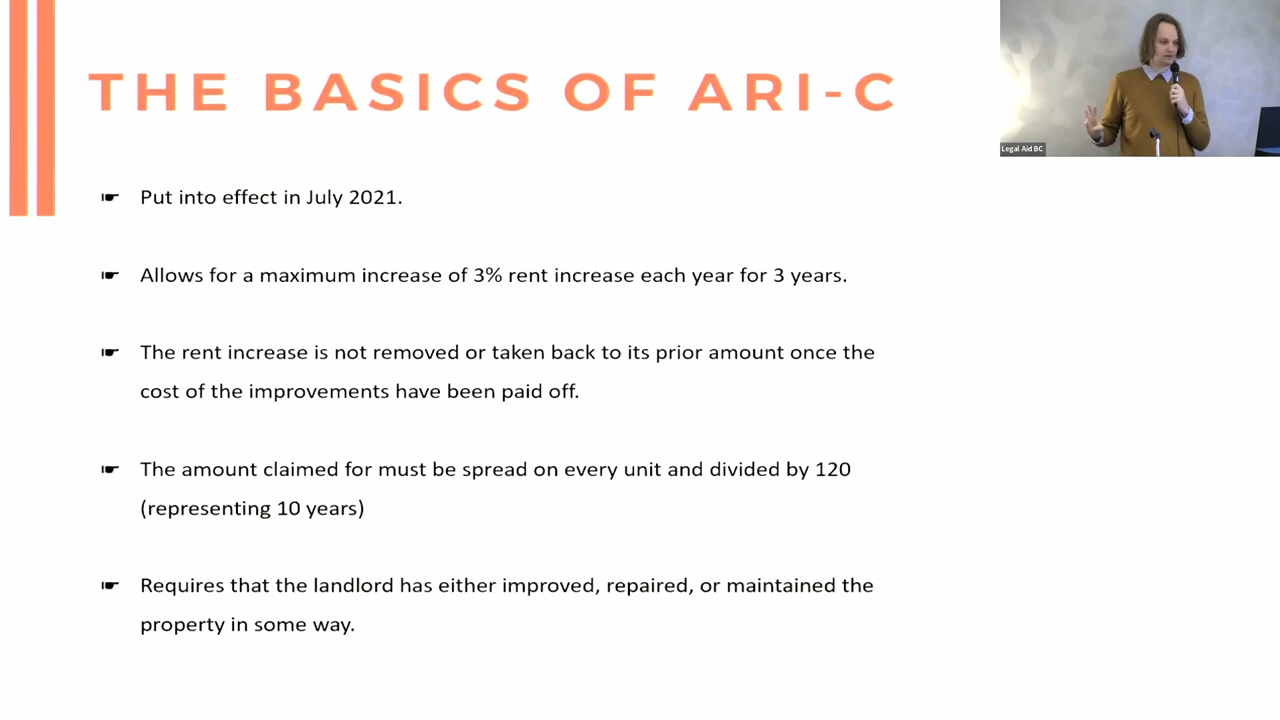 THE BASICS OF ARI-C
Legal Aid BC
Put into effect in July 2021.
Allows for a maximum increase of 3% rent increase each year for 3 years.
The rent increase is not removed or taken back to its prior amount once the
cost of the improvements have been paid off.
The amount claimed for must be spread on every unit and divided by 120
(representing 10 years)
Requires that the landlord has either improved, repaired, or maintained the
property in some way.